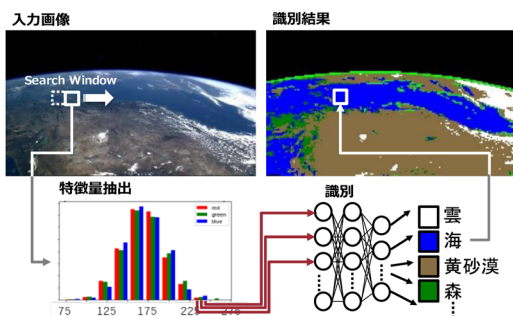 入力画像
識別結果
Search Window
特徴量抽出
識別
red
green
blue
雲
海
黄砂漠
森
75 125 175 225 275